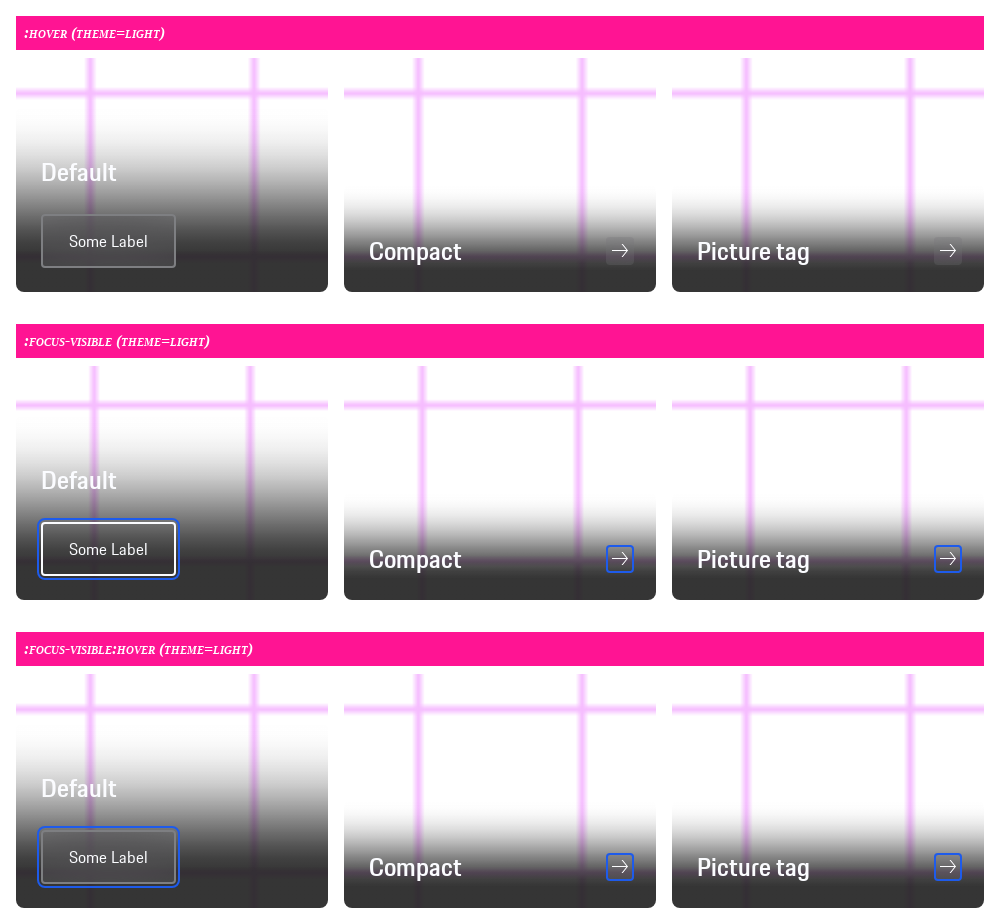 :hover (theme=light)
Default
Some Label
Compact
Picture tag
:focus-visible (theme=light)
Default
Some Label
Compact
Picture tag
:focus-visible:hover (theme=light)
Default
Some Label
Compact
Picture tag